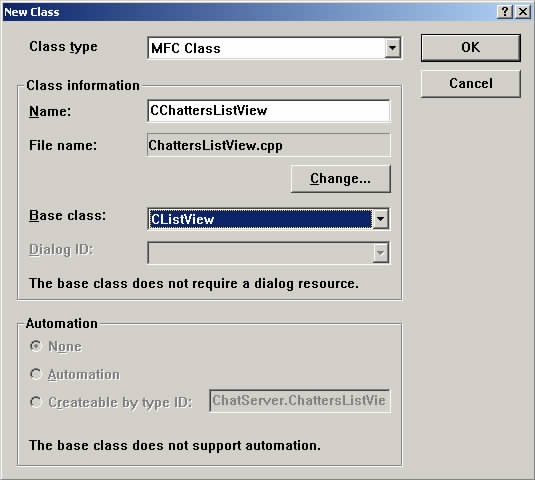 New Class
Class type: MFC Class OK
Class information Cancel
Name: CChattersListView
File name: ChattersListView.cpp
Change...
Base class: CListView
Dialog ID:
The base class does not require a dialog resource.
Automation
None
Automation
Createable by type ID: ChatServer.ChattersListVie
The base class does not support automation.